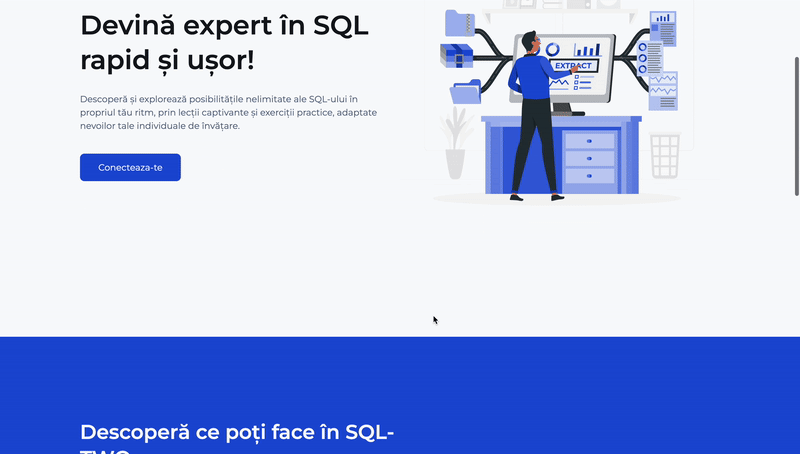 Devină expert în SQL
rapid și ușor!
Descoperă și explorează posibilitățile nelimitate ale SQL-ului în
propriul tău ritm, prin lecții captivante și exerciții practice, adaptate
nevoilor tale individuale de învățare.
Conecteaza-te
EXTRACT
Descoperă ce poți face în SQL-
TWO